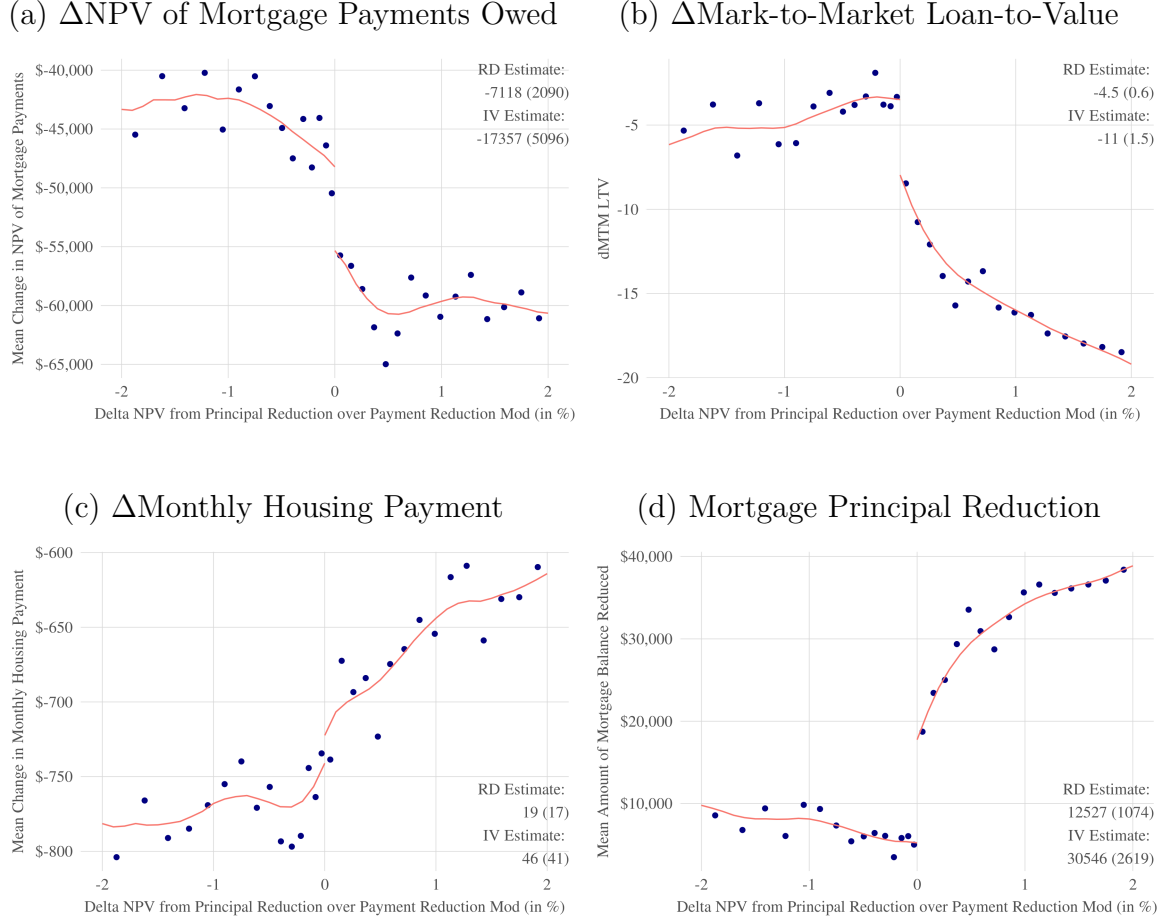 (a) ΔNPV of Mortgage Payments Owed
$-40,000
$-45,000
$-50,000
$-55,000
$-60,000
$-65,000
Mean Change in NPV of Mortgage Payments
RD Estimate:
-7118 (2090)
IV Estimate:
-17357 (5096)
-2 -1 0 1 2
Delta NPV from Principal Reduction over Payment Reduction Mod (in %)
(b) ΔMark-to-Market Loan-to-Value
-5
-10
-15
-20
dMTM LTV
RD Estimate:
-4.5 (0.6)
IV Estimate:
-11 (1.5)
-2 -1 0 1 2
Delta NPV from Principal Reduction over Payment Reduction Mod (in %)
(c) ΔMonthly Housing Payment
$-600
$-650
$-700
$-750
$-800
Mean Change in Monthly Housing Payment
RD Estimate:
19 (17)
IV Estimate:
46 (41)
-2 -1 0 1 2
Delta NPV from Principal Reduction over Payment Reduction Mod (in %)
(d) Mortgage Principal Reduction
$40,000
$30,000
$20,000
$10,000
Mean Amount of Mortgage Balance Reduced
RD Estimate:
12527 (1074)
IV Estimate:
30546 (2619)
-2 -1 0 1 2
Delta NPV from Principal Reduction over Payment Reduction Mod (in %)